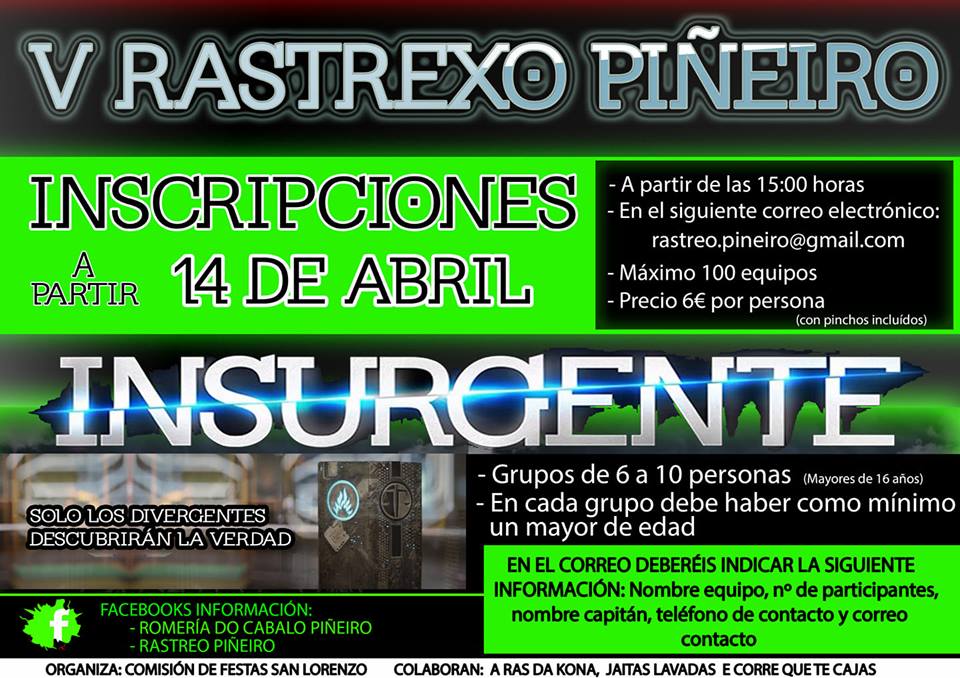 V RASTREXO PIÑEIRO
INSCRIPCIONES
A
PARTIR
14 DE ABRIL
- A partir de las 15:00 horas
- En el siguiente correo electrónico:
rastreo.pineiro@gmail.com
- Máximo 100 equipos
- Precio 6€ por persona
(con pinchos incluídos)
INSURGENTE
SOLO LOS DIVERGENTES
DESCUBRIRÁN LA VERDAD
- Grupos de 6 a 10 personas (Mayores de 16 años)
- En cada grupo debe haber como mínimo
un mayor de edad
EN EL CORREO DEBERÉIS INDICAR LA SIGUIENTE
INFORMACIÓN: Nombre equipo, nº de participantes,
nombre capitán, teléfono de contacto y correo
contacto
f
FACEBOOKS INFORMACIÓN:
- ROMERÍA DO CABALO PIÑEIRO
- RASTREO PIÑEIRO
ORGANIZA: COMISIÓN DE FESTAS SAN LORENZO COLABORAN: A RAS DA KONA, JAITAS LAVADAS E CORRE QUE TE CAJAS